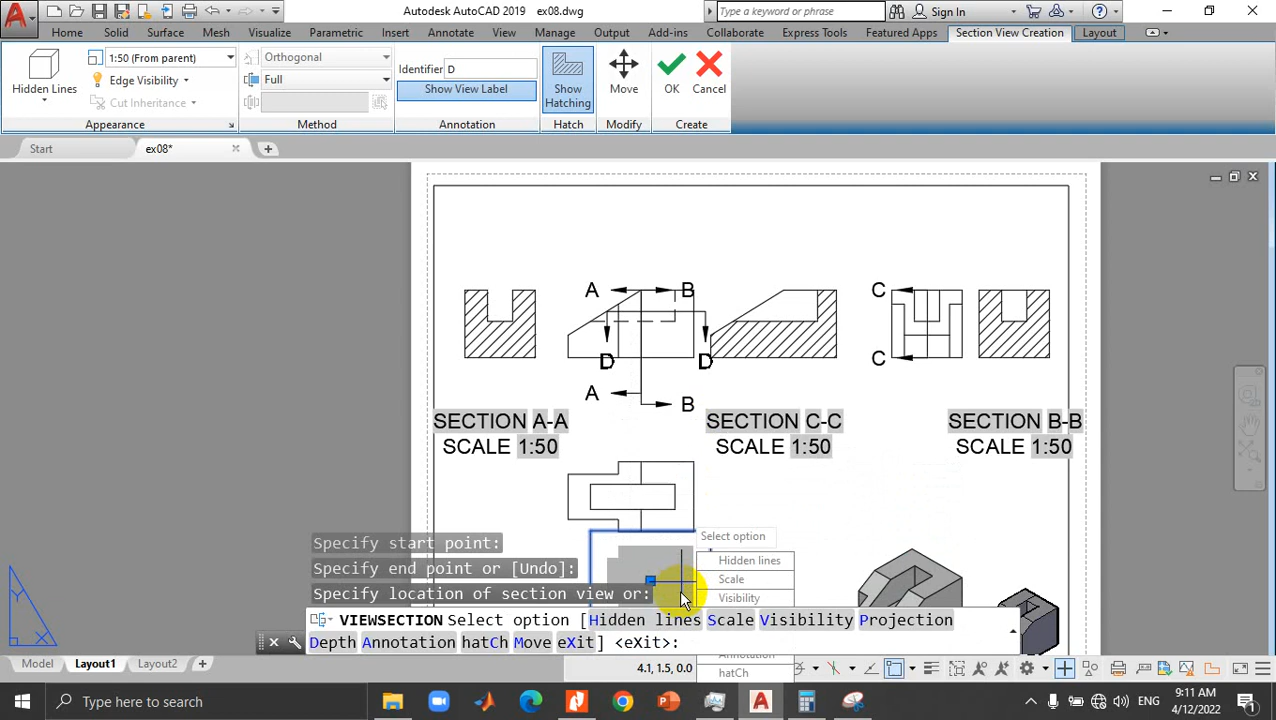 Autodesk AutoCAD 2019 ex08.dwg
Type a keyword or phrase
Sign In
Home Solid Surface Mesh Visualize Parametric Insert Annotate View Manage Output Add-ins Collaborate Express Tools Featured Apps Section View Creation Layout
Hidden Lines
1:50 (From parent)
Edge Visibility
Cut Inheritance
Appearance
Orthogonal
Full
Method
Identifier D
Show View Label
Annotation
Show Hatching
Hatch
Move
Modify
OK
Cancel
Create
Start ex08*
A B C
D D C
A B
SECTION A-A SECTION C-C SECTION B-B
SCALE 1:50 SCALE 1:50 SCALE 1:50
Specify start point:
Specify end point or [Undo]:
Specify location of section view or:
Select option
Hidden lines
Scale
Visibility
VIEWSECTION Select option [Hidden lines Scale Visibility Projection
Depth Annotation hatCh Move eXit] <eXit>:
Annotation
hatCh
X
Model Layout1 Layout2
4.1, 1.5, 0.0
Type here to search
ENG
9:11 AM
4/12/2022
1